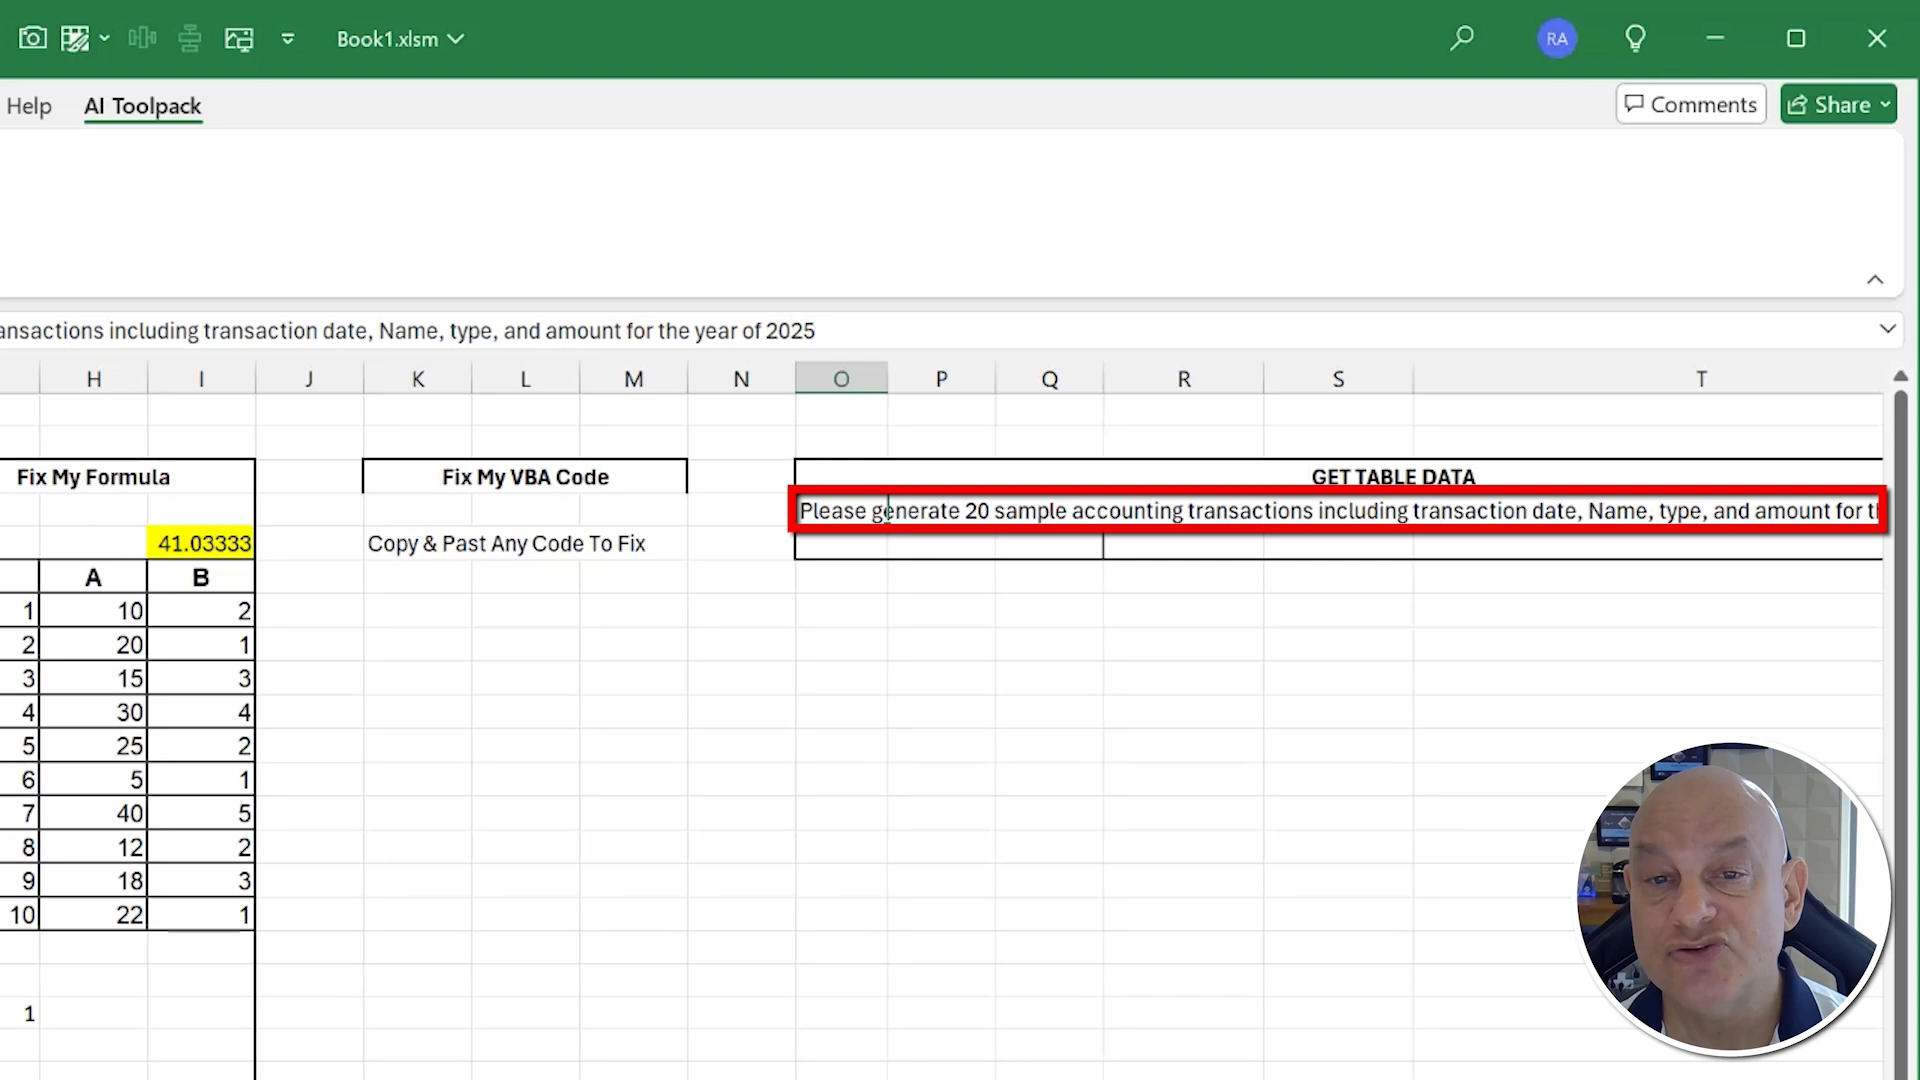 Book1.xlsm
RA
Help AI Toolpack Comments Share
ansactions including transaction date, Name, type, and amount for the year of 2025
H I J K L M N O P Q R S T
Fix My Formula Fix My VBA Code GET TABLE DATA
Please generate 20 sample accounting transactions including transaction date, Name, type, and amount for th
41.03333 Copy & Past Any Code To Fix
A B
1 10 2
2 20 1
3 15 3
4 30 4
5 25 2
6 5 1
7 40 5
8 12 2
9 18 3
10 22 1
1